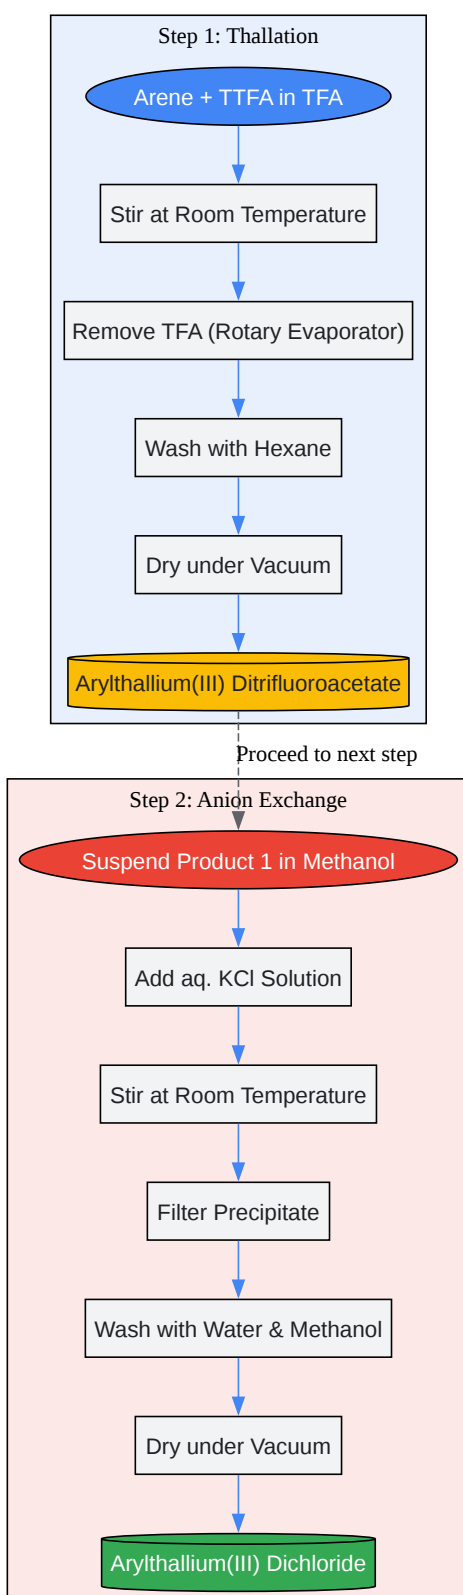 Step 1: Thallation
Arene + TTFA in TFA
Stir at Room Temperature
Remove TFA (Rotary Evaporator)
Wash with Hexane
Dry under Vacuum
Arylthallium(III) Ditrifluoroacetate
Proceed to next step
Step 2: Anion Exchange
Suspend Product 1 in Methanol
Add aq. KCl Solution
Stir at Room Temperature
Filter Precipitate
Wash with Water & Methanol
Dry under Vacuum
Arylthallium(III) Dichloride